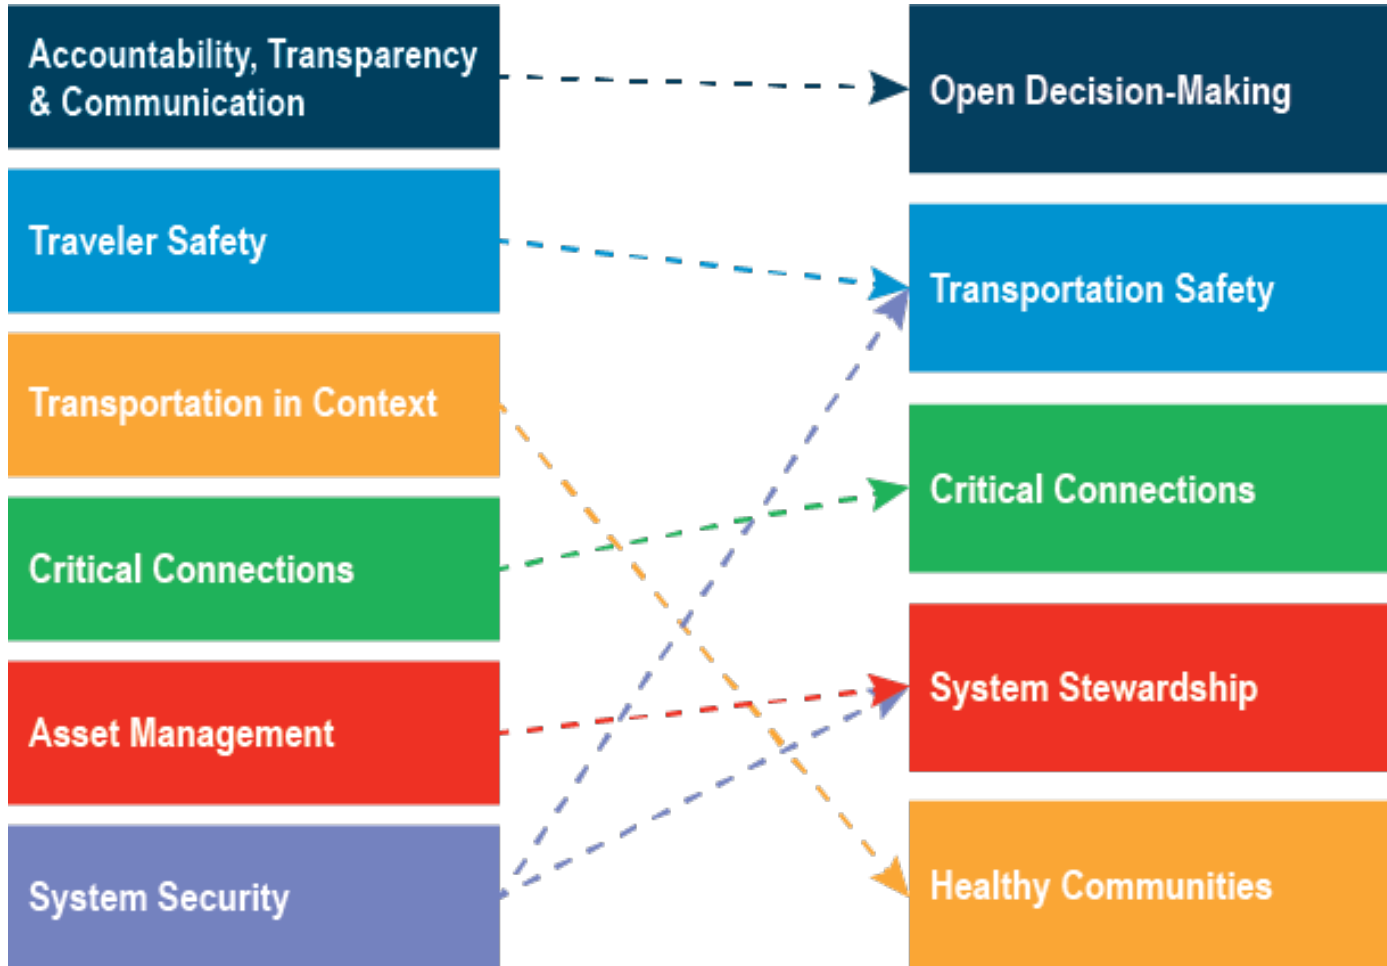 Accountability, Transparency
& Communication
Traveler Safety
Transportation in Context
Critical Connections
Asset Management
System Security
Open Decision-Making
Transportation Safety
Critical Connections
System Stewardship
Healthy Communities